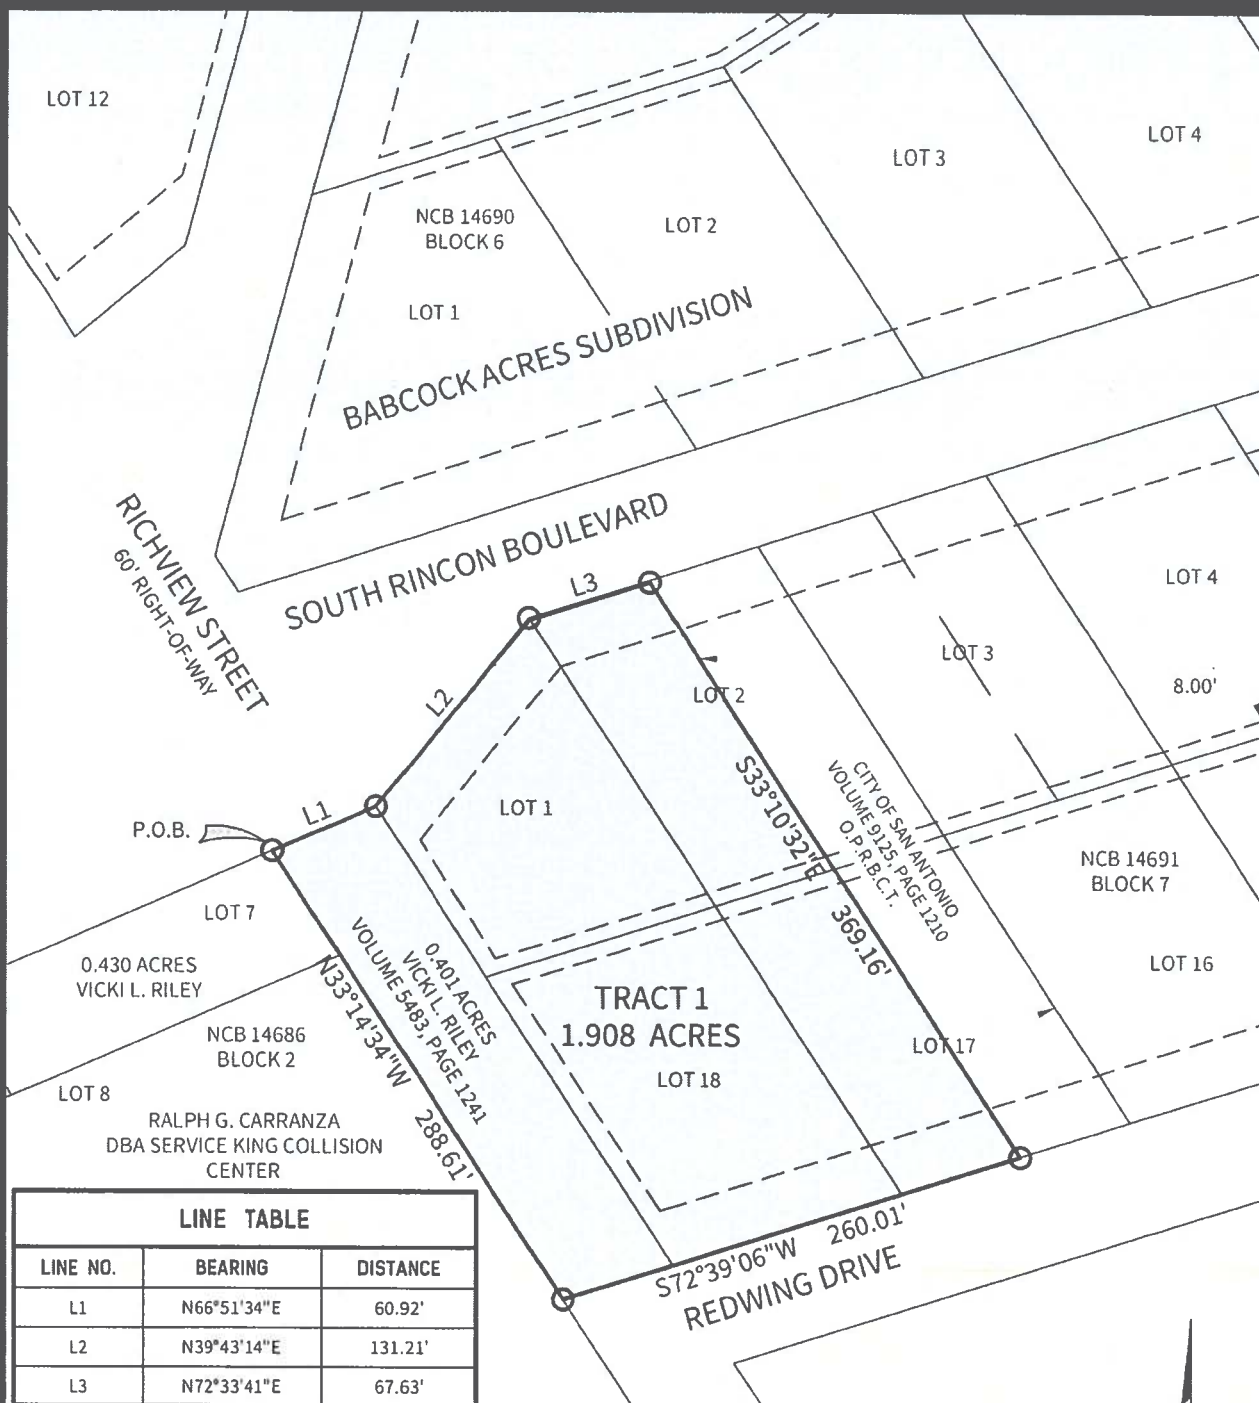 LOT 12
LOT 4
LOT 3
NCB 14690
BLOCK 6
LOT 2
LOT 1
BABCOCK ACRES SUBDIVISION
RICHVIEW STREET
60' RIGHT-OF-WAY
SOUTH RINCON BOULEVARD
L3
LOT 4
LOT 3
8.00'
LOT 2
L2
S33°10'32"E 369.16'
CITY OF SAN ANTONIO
VOLUME 9125, PAGE 1210
O.P.R.B.C.T.
LOT 1
L1
P.O.B.
NCB 14691
BLOCK 7
LOT 7
0.430 ACRES
VICKI L. RILEY
LOT 16
N33°14'34"W 288.61'
0.401 ACRES
VICKI L. RILEY
VOLUME 5483, PAGE 1241
TRACT 1
1.908 ACRES
LOT 17
LOT 18
NCB 14686
BLOCK 2
LOT 8
RALPH G. CARRANZA
DBA SERVICE KING COLLISION
CENTER
S72°39'06"W 260.01'
REDWING DRIVE
LINE TABLE
LINE NO. BEARING DISTANCE
L1 N66°51'34"E 60.92'
L2 N39°43'14"E 131.21'
L3 N72°33'41"E 67.63'